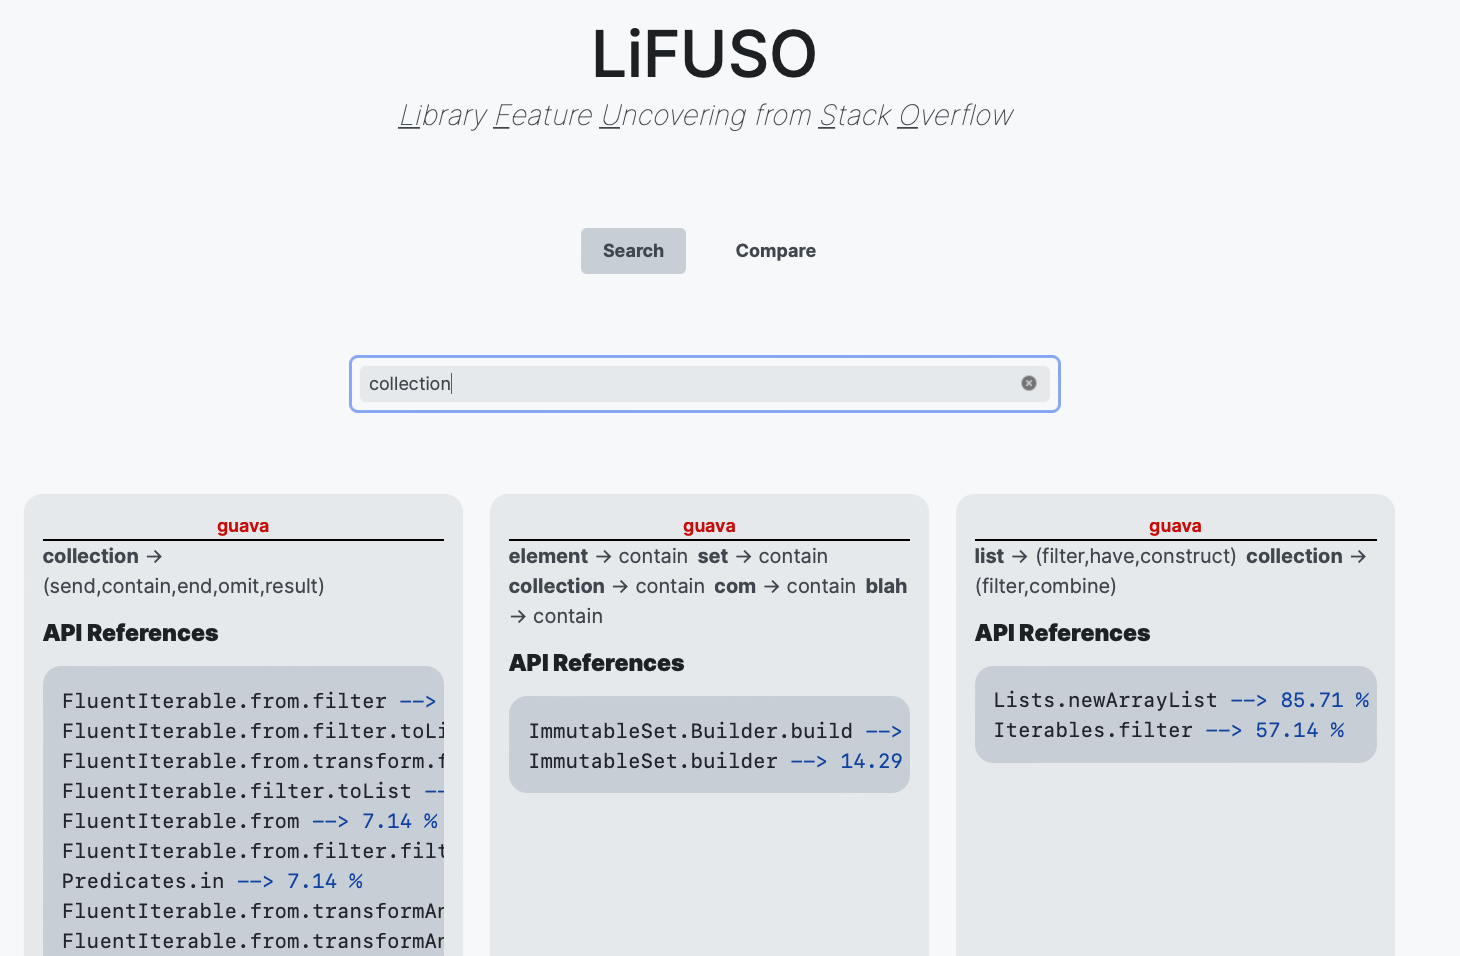 LiFUSO
Library Feature Uncovering from Stack Overflow
Search
Compare
collection
guava
collection →
(send,contain,end,omit,result)
API References
FluentIterable.from.filter -->
FluentIterable.from.filter.toLi
FluentIterable.from.transform.f
FluentIterable.filter.toList --
FluentIterable.from --> 7.14 %
FluentIterable.from.filter.filt
Predicates.in --> 7.14 %
FluentIterable.from.transformAn
FluentIterable.from.transformAn
guava
element → contain set → contain
collection → contain com → contain blah
→ contain
API References
ImmutableSet.Builder.build -->
ImmutableSet.builder --> 14.29
guava
list → (filter,have,construct) collection →
(filter,combine)
API References
Lists.newArrayList --> 85.71 %
Iterables.filter --> 57.14 %